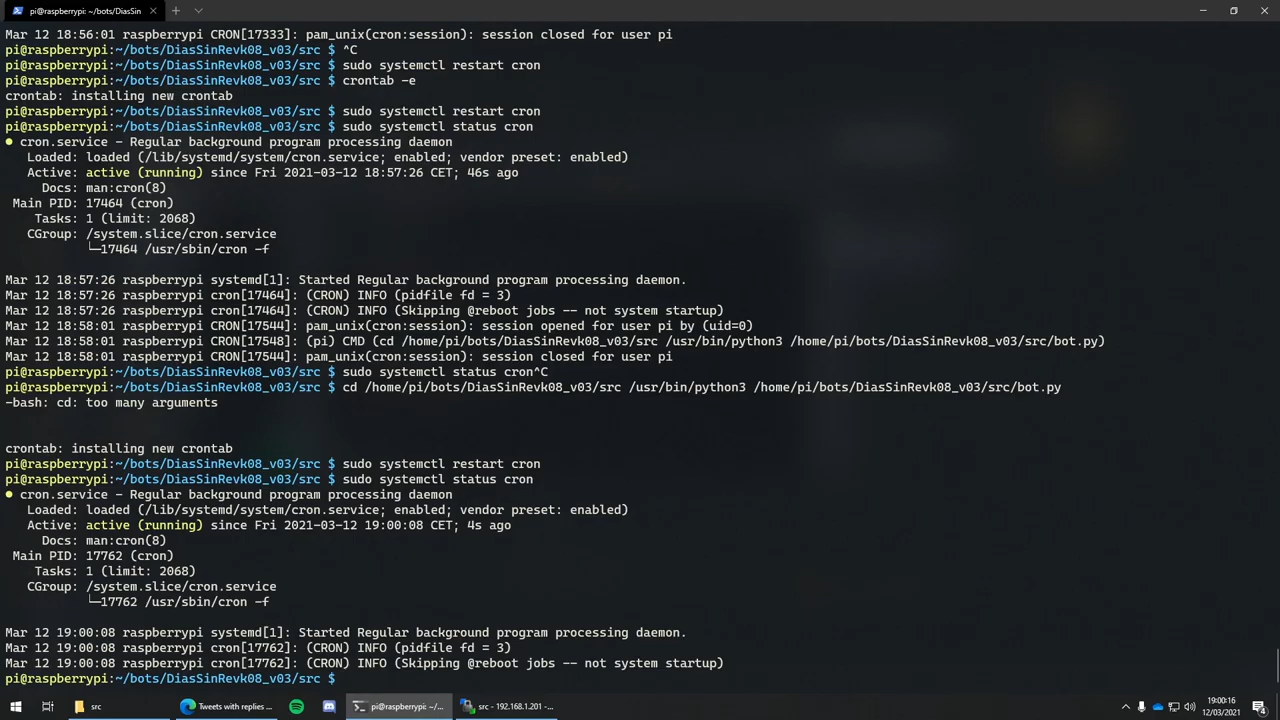 pi@raspberrypi: ~/bots/DiasSin
Mar 12 18:56:01 raspberrypi CRON[17333]: pam_unix(cron:session): session closed for user pi
pi@raspberrypi:~/bots/DiasSinRevk08_v03/src $ ^C
pi@raspberrypi:~/bots/DiasSinRevk08_v03/src $ sudo systemctl restart cron
pi@raspberrypi:~/bots/DiasSinRevk08_v03/src $ crontab -e
crontab: installing new crontab
pi@raspberrypi:~/bots/DiasSinRevk08_v03/src $ sudo systemctl restart cron
pi@raspberrypi:~/bots/DiasSinRevk08_v03/src $ sudo systemctl status cron
● cron.service - Regular background program processing daemon
Loaded: loaded (/lib/systemd/system/cron.service; enabled; vendor preset: enabled)
Active: active (running) since Fri 2021-03-12 18:57:26 CET; 46s ago
Docs: man:cron(8)
Main PID: 17464 (cron)
Tasks: 1 (limit: 2068)
CGroup: /system.slice/cron.service
└─17464 /usr/sbin/cron -f
Mar 12 18:57:26 raspberrypi systemd[1]: Started Regular background program processing daemon.
Mar 12 18:57:26 raspberrypi cron[17464]: (CRON) INFO (pidfile fd = 3)
Mar 12 18:57:26 raspberrypi cron[17464]: (CRON) INFO (Skipping @reboot jobs -- not system startup)
Mar 12 18:58:01 raspberrypi CRON[17544]: pam_unix(cron:session): session opened for user pi by (uid=0)
Mar 12 18:58:01 raspberrypi CRON[17548]: (pi) CMD (cd /home/pi/bots/DiasSinRevk08_v03/src /usr/bin/python3 /home/pi/bots/DiasSinRevk08_v03/src/bot.py)
Mar 12 18:58:01 raspberrypi CRON[17544]: pam_unix(cron:session): session closed for user pi
pi@raspberrypi:~/bots/DiasSinRevk08_v03/src $ sudo systemctl status cron^C
pi@raspberrypi:~/bots/DiasSinRevk08_v03/src $ cd /home/pi/bots/DiasSinRevk08_v03/src /usr/bin/python3 /home/pi/bots/DiasSinRevk08_v03/src/bot.py
-bash: cd: too many arguments
crontab: installing new crontab
pi@raspberrypi:~/bots/DiasSinRevk08_v03/src $ sudo systemctl restart cron
pi@raspberrypi:~/bots/DiasSinRevk08_v03/src $ sudo systemctl status cron
● cron.service - Regular background program processing daemon
Loaded: loaded (/lib/systemd/system/cron.service; enabled; vendor preset: enabled)
Active: active (running) since Fri 2021-03-12 19:00:08 CET; 4s ago
Docs: man:cron(8)
Main PID: 17762 (cron)
Tasks: 1 (limit: 2068)
CGroup: /system.slice/cron.service
└─17762 /usr/sbin/cron -f
Mar 12 19:00:08 raspberrypi systemd[1]: Started Regular background program processing daemon.
Mar 12 19:00:08 raspberrypi cron[17762]: (CRON) INFO (pidfile fd = 3)
Mar 12 19:00:08 raspberrypi cron[17762]: (CRON) INFO (Skipping @reboot jobs -- not system startup)
pi@raspberrypi:~/bots/DiasSinRevk08_v03/src $
src
Tweets with replies ...
pi@raspberrypi: ~/...
src - 192.168.1.201 -...
19:00:16
12/03/2021
4